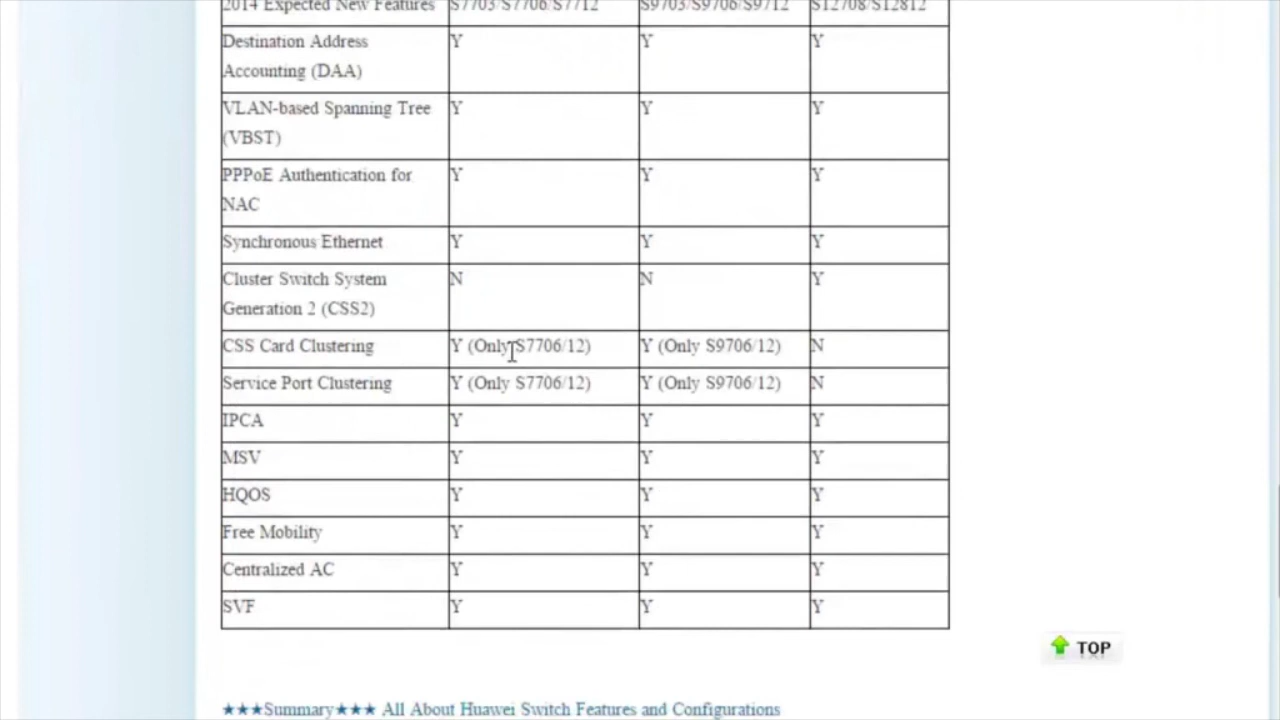 2014 Expected New Features S7703/S7706/S7712 S9703/S9706/S9712 S12708/S12812
Destination Address Y Y Y
Accounting (DAA)
VLAN-based Spanning Tree Y Y Y
(VBST)
PPPoE Authentication for Y Y Y
NAC
Synchronous Ethernet Y Y Y
Cluster Switch System N N Y
Generation 2 (CSS2)
CSS Card Clustering Y (Only S7706/12) Y (Only S9706/12) N
Service Port Clustering Y (Only S7706/12) Y (Only S9706/12) N
IPCA Y Y Y
MSV Y Y Y
HQOS Y Y Y
Free Mobility Y Y Y
Centralized AC Y Y Y
SVF Y Y Y
TOP
★★★Summary★★★ All About Huawei Switch Features and Configurations